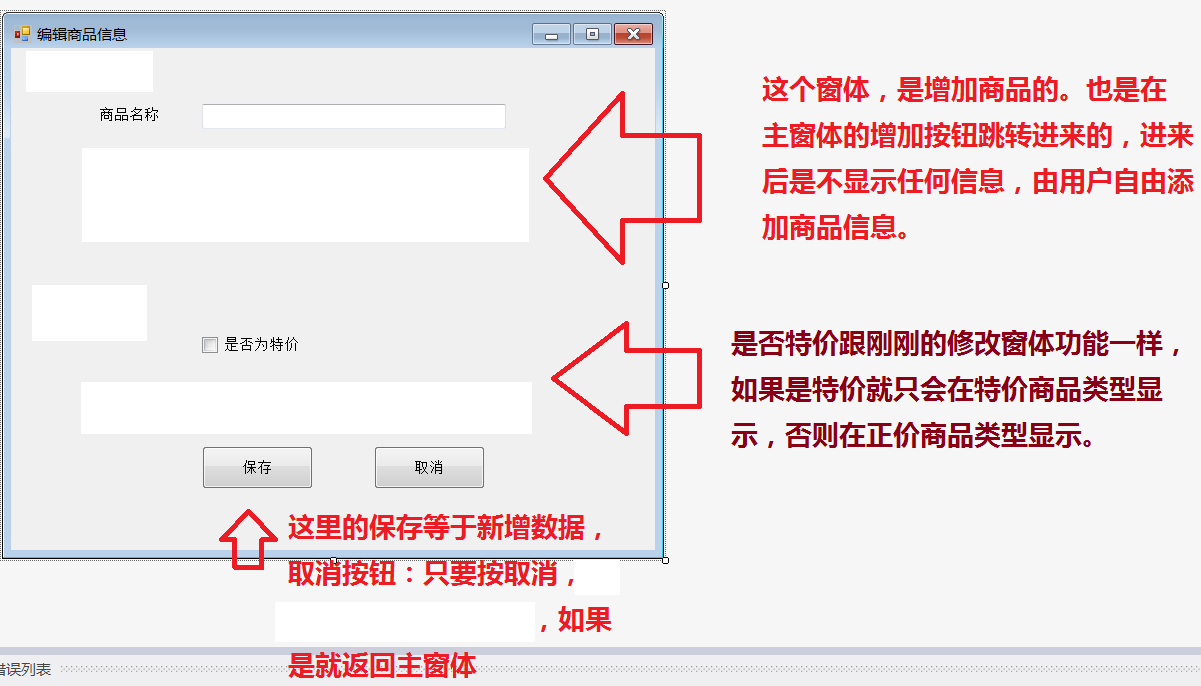 编辑商品信息
商品名称
这个窗体，是增加商品的。也是在
主窗体的增加按钮跳转进来的，进来
后是不显示任何信息，由用户自由添
加商品信息。
是否为特价
是否特价跟刚刚的修改窗体功能一样，
如果是特价就只会在特价商品类型显
示，否则在正价商品类型显示。
保存
取消
这里的保存等于新增数据，
取消按钮：只要按取消，
，如果
是就返回主窗体
错误列表